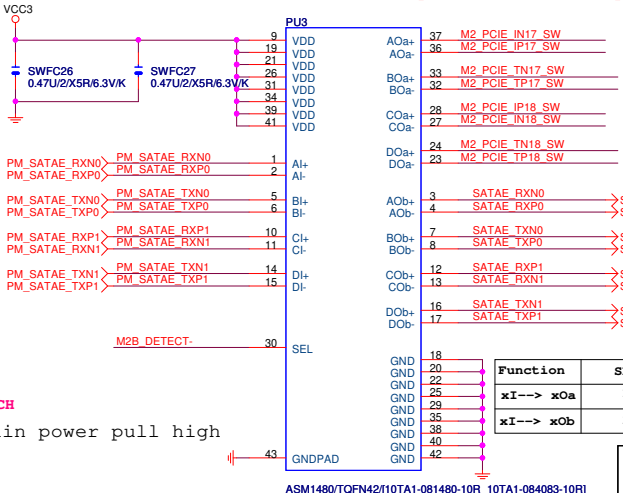 VCC3
PU3
SWFC26
0.47U/2/X5R/6.3V/K
SWFC27
0.47U/2/X5R/6.3V/K
9 VDD
19 VDD
21 VDD
26 VDD
31 VDD
34 VDD
39 VDD
41 VDD
PM_SATAE_RXN0 PM_SATAE_RXN0 1 AI+
PM_SATAE_RXP0 PM_SATAE_RXP0 2 AI-
PM_SATAE_TXN0 PM_SATAE_TXN0 5 BI+
PM_SATAE_TXP0 PM_SATAE_TXP0 6 BI-
PM_SATAE_RXP1 PM_SATAE_RXP1 10 CI+
PM_SATAE_RXN1 PM_SATAE_RXN1 11 CI-
PM_SATAE_TXN1 PM_SATAE_TXN1 14 DI+
PM_SATAE_TXP1 PM_SATAE_TXP1 15 DI-
M2B_DETECT- 30 SEL
43 GNDPAD
AOa+ 37 M2_PCIE_IN17_SW
AOa- 36 M2_PCIE_IP17_SW
BOa+ 33 M2_PCIE_TN17_SW
BOa- 32 M2_PCIE_TP17_SW
COa+ 28 M2_PCIE_IP18_SW
COa- 27 M2_PCIE_IN18_SW
DOa+ 24 M2_PCIE_TN18_SW
DOa- 23 M2_PCIE_TP18_SW
AOb+ 3 SATAE_RXN0
AOb- 4 SATAE_RXP0
BOb+ 7 SATAE_TXN0
BOb- 8 SATAE_TXP0
COb+ 12 SATAE_RXP1
COb- 13 SATAE_RXN1
DOb+ 16 SATAE_TXN1
DOb- 17 SATAE_TXP1
GND 18
GND 20
GND 22
GND 25
GND 29
GND 35
GND 38
GND 40
GND 42
Function S
xI--> xOa
xI--> xOb
CH
in power pull high
ASM1480/TQFN42/[10TA1-081480-10R_10TA1-084083-10R]